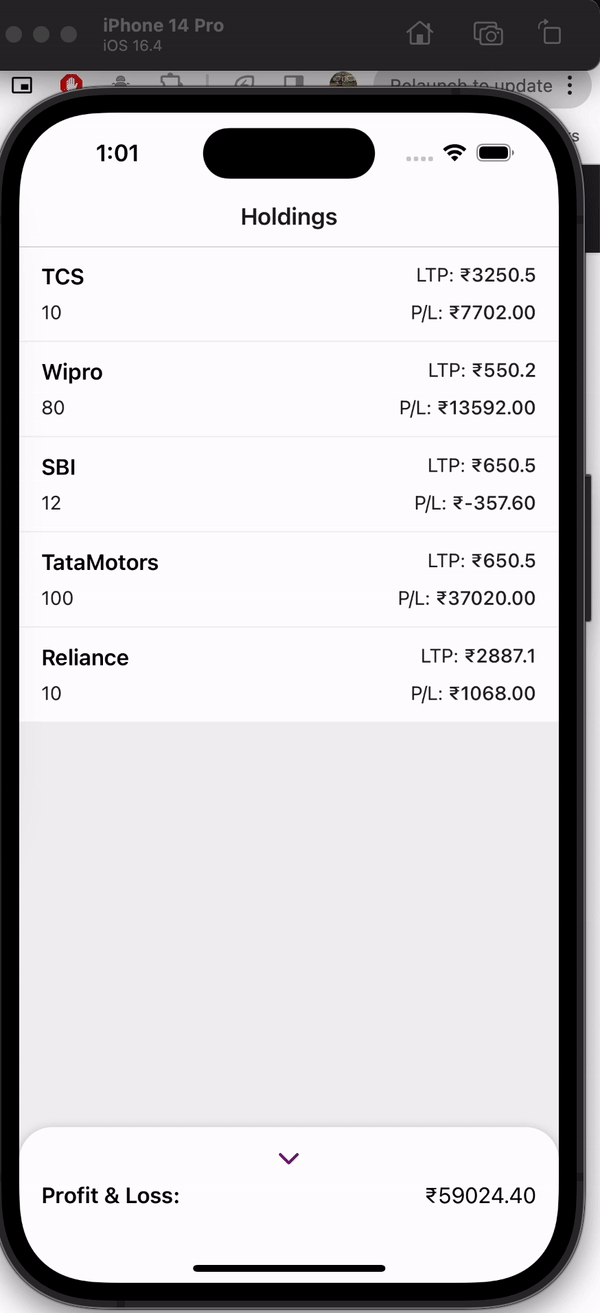 iPhone 14 Pro
iOS 16.4
Relaunch to update
1:01
Holdings
TCS LTP: ₹3250.5
10 P/L: ₹7702.00
Wipro LTP: ₹550.2
80 P/L: ₹13592.00
SBI LTP: ₹650.5
12 P/L: ₹-357.60
TataMotors LTP: ₹650.5
100 P/L: ₹37020.00
Reliance LTP: ₹2887.1
10 P/L: ₹1068.00
Profit & Loss: ₹59024.40